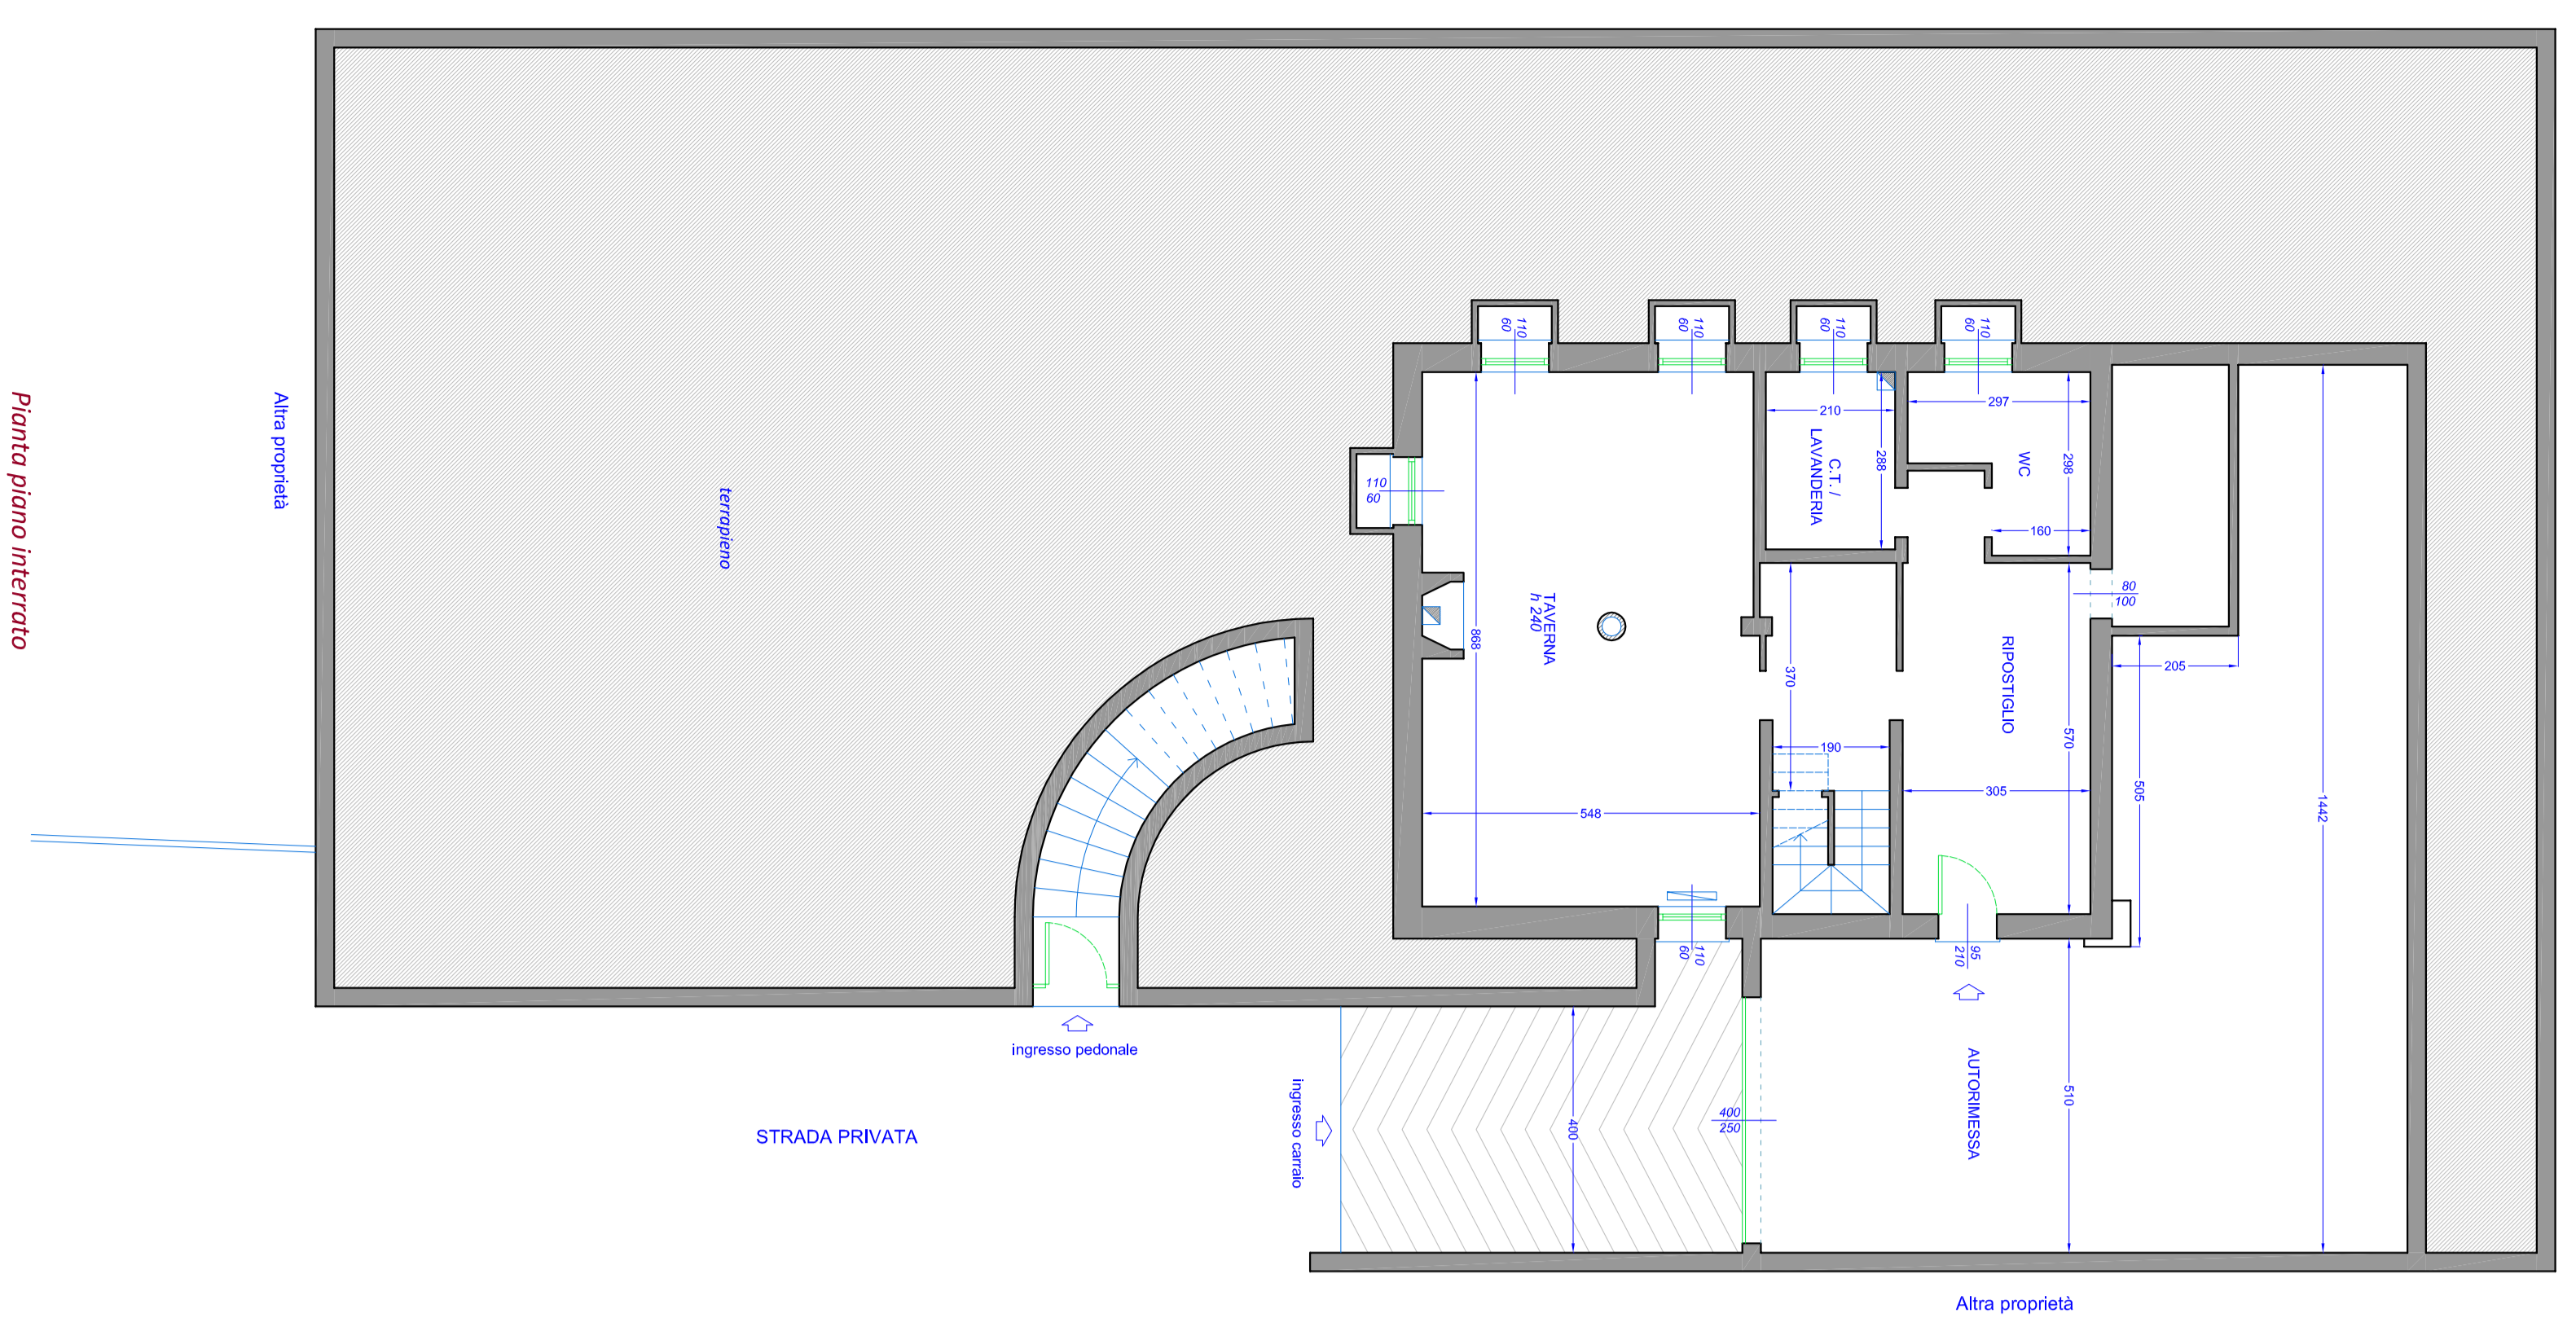 Pianta piano interrato
Altra proprietà
terrapieno
110
60
110
60
110
60
110
60
110
60
297
210
C.T. /
LAVANDERIA
288
WC
298
160
80
100
TAVERNA
h 240
868
370
RIPOSTIGLIO
570
205
190
305
505
548
1442
110
60
95
210
ingresso pedonale
ingresso carraio
400
400
250
AUTORIMESSA
510
STRADA PRIVATA
Altra proprietà